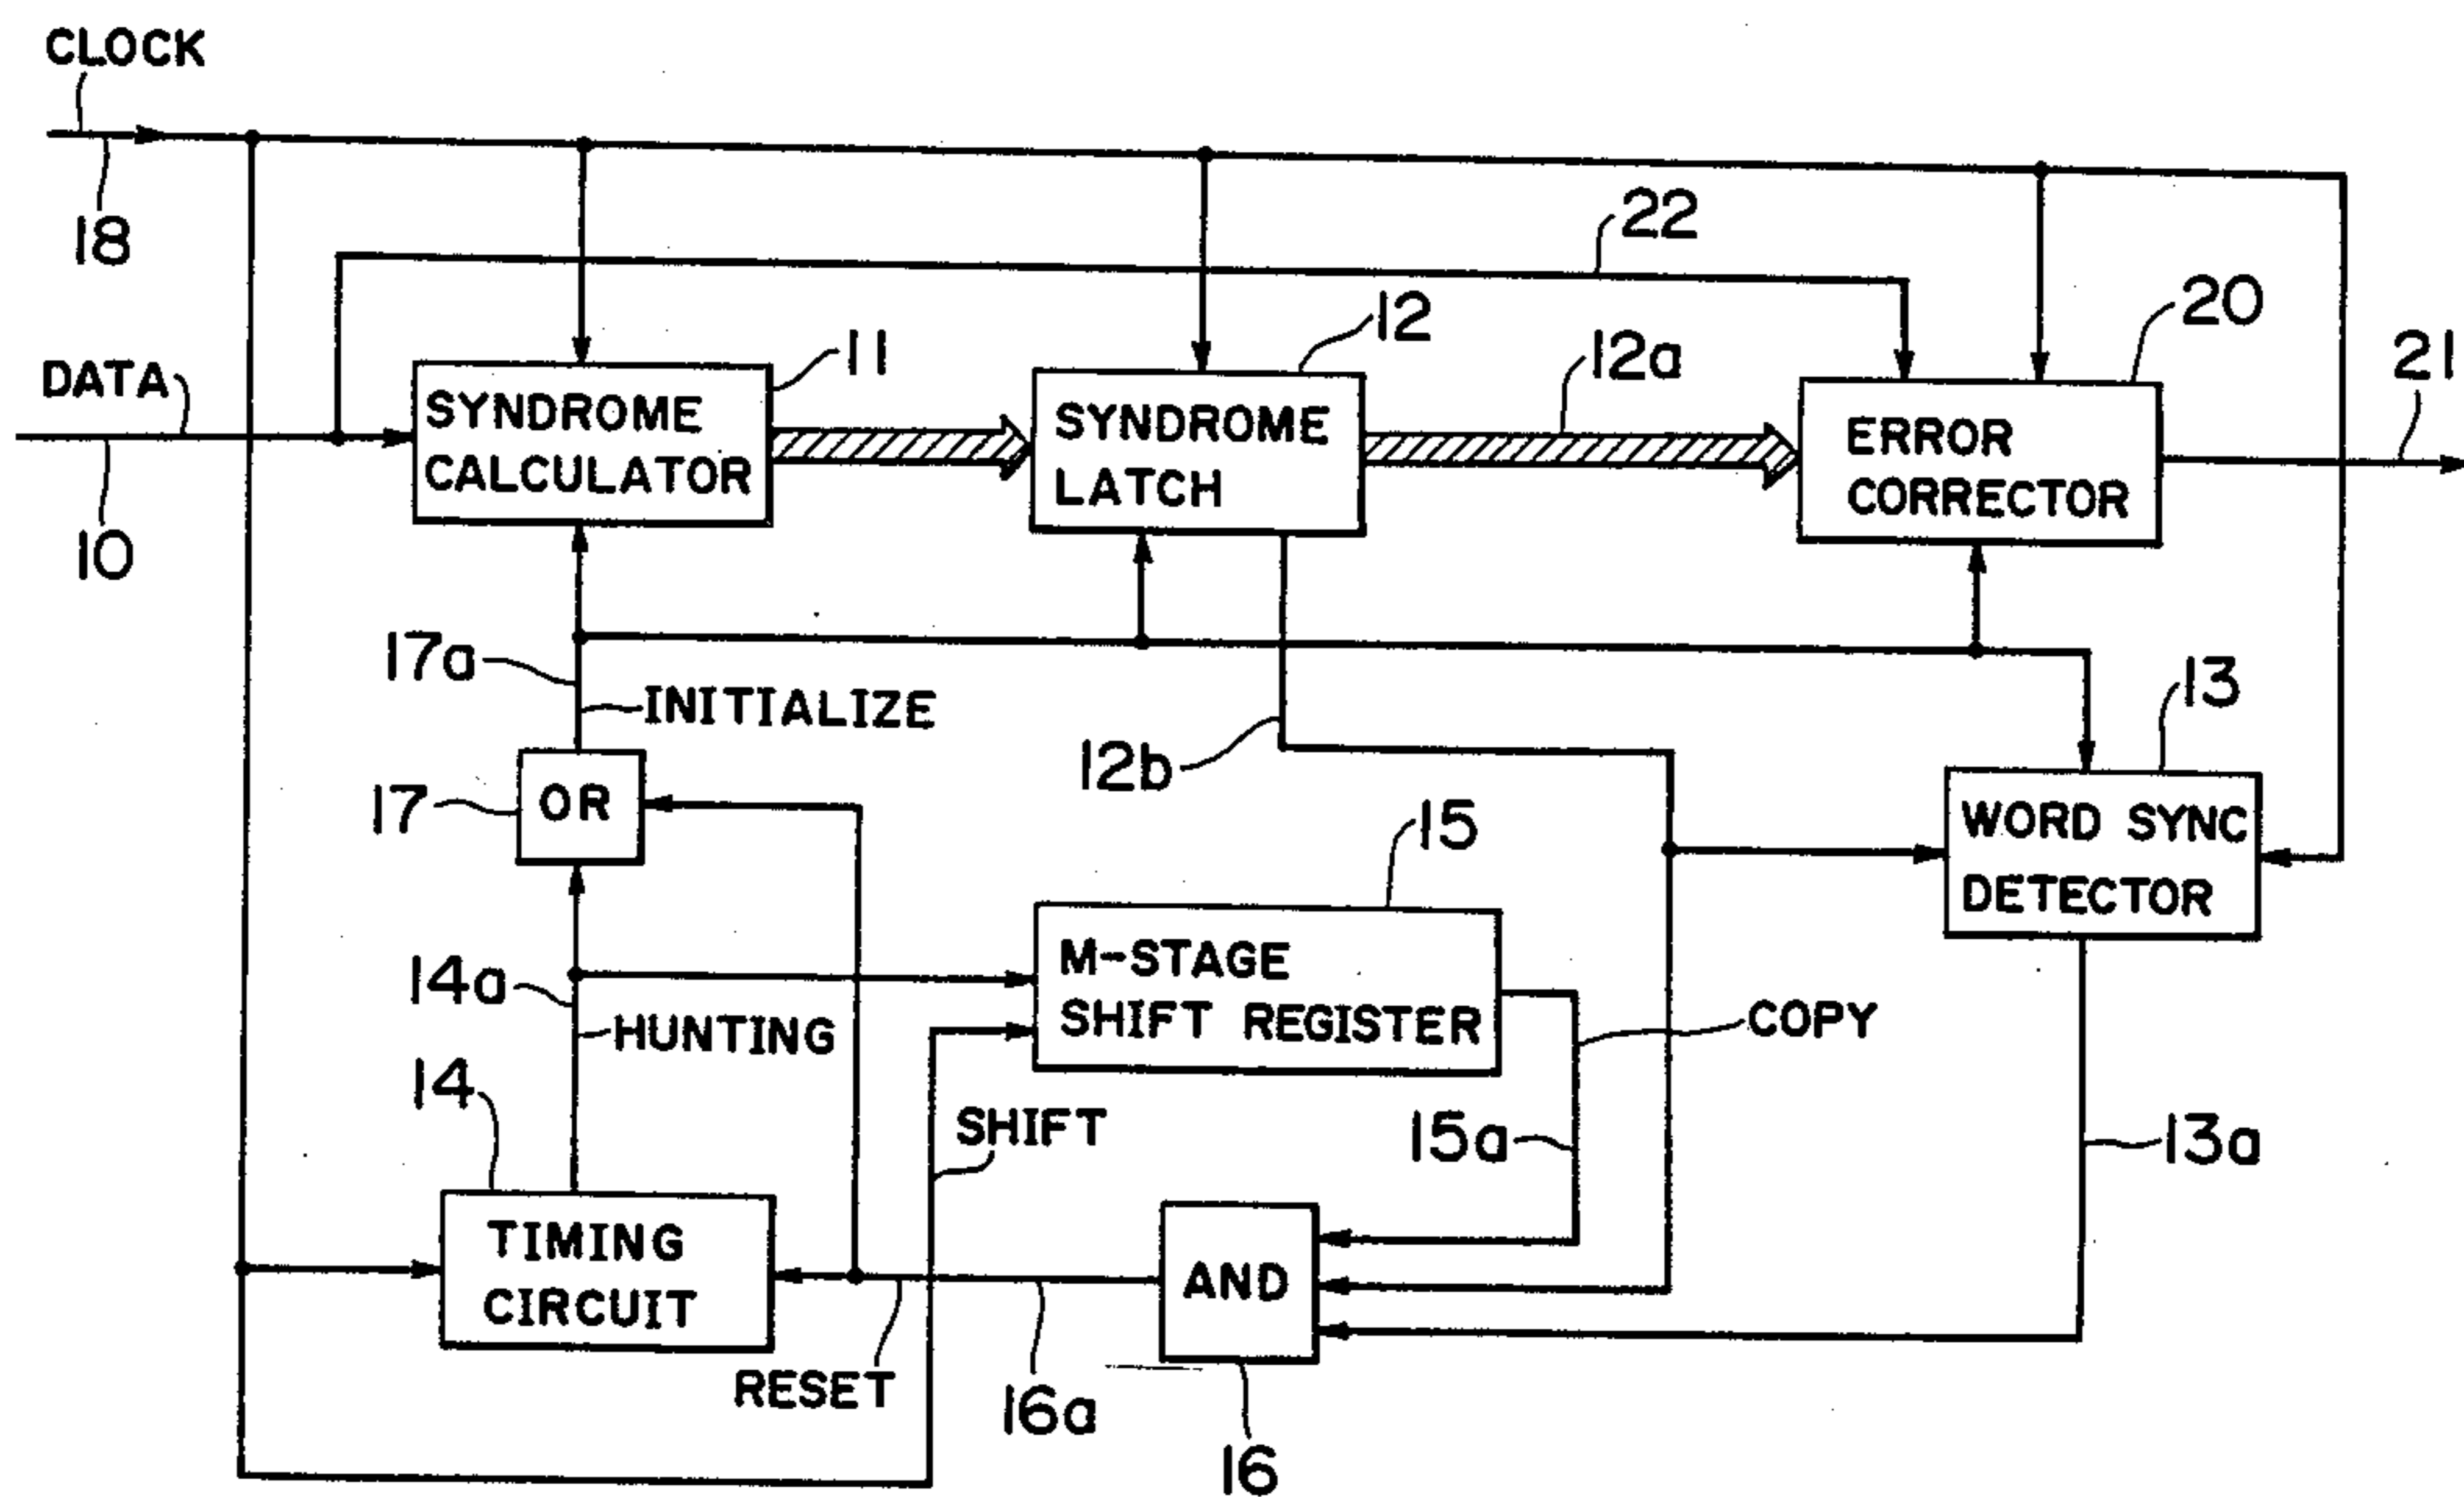 CLOCK
18
22
12
20
11
12a
21
DATA
SYNDROME
CALCULATOR
SYNDROME
LATCH
ERROR
CORRECTOR
10
17a
INITIALIZE
13
12b
17
OR
15
WORD SYNC
DETECTOR
M-STAGE
SHIFT REGISTER
14a
HUNTING
COPY
14
SHIFT
15a
13a
TIMING
CIRCUIT
AND
RESET
16a
16